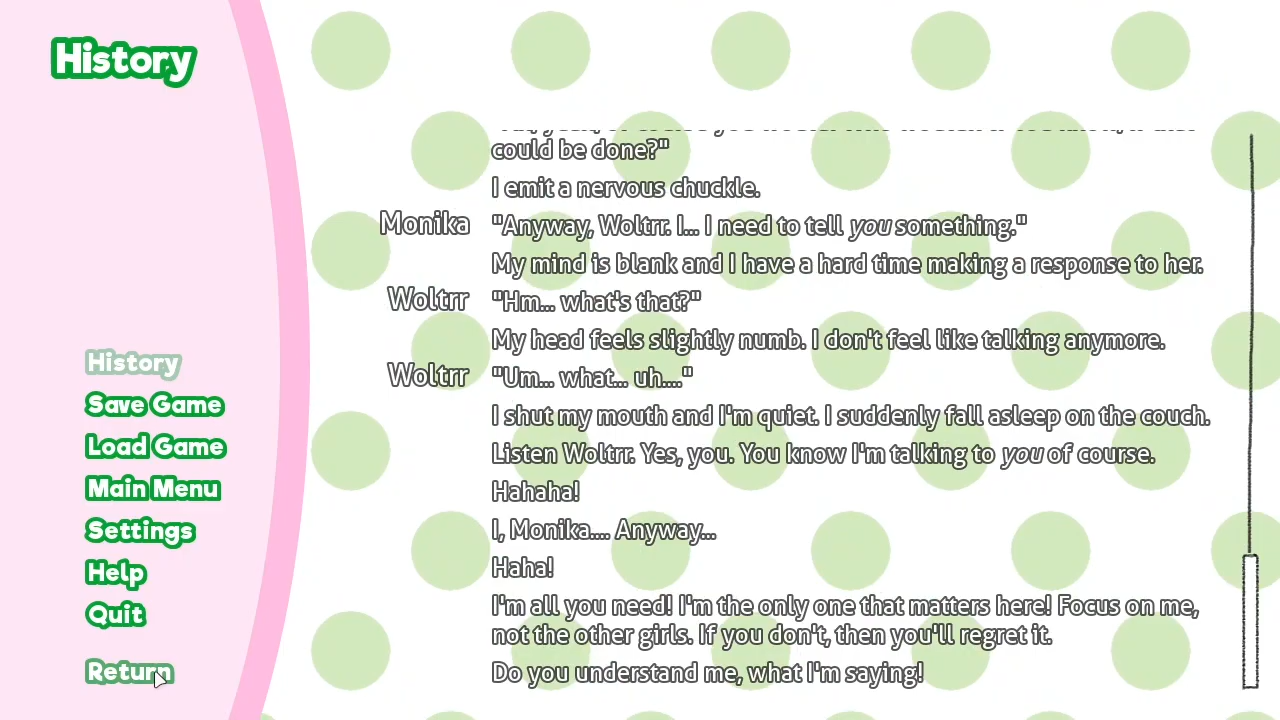 History
could be done?"
I emit a nervous chuckle.
Monika "Anyway, Woltrr. I... I need to tell you something."
My mind is blank and I have a hard time making a response to her.
Woltrr "Hm... what's that?"
My head feels slightly numb. I don't feel like talking anymore.
Woltrr "Um... what... uh...."
I shut my mouth and I'm quiet. I suddenly fall asleep on the couch.
Listen Woltrr. Yes, you. You know I'm talking to you of course.
Hahaha!
I, Monika.... Anyway...
Haha!
I'm all you need! I'm the only one that matters here! Focus on me,
not the other girls. If you don't, then you'll regret it.
Do you understand me, what I'm saying!
History
Save Game
Load Game
Main Menu
Settings
Help
Quit
Return